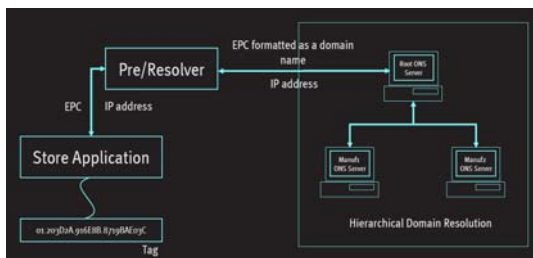 EPC formatted as a domain
name
Pre/Resolver
Root ONS
Server
IP address
EPC
IP address
Store Application
Manuf1
ONS Server
Manuf2
ONS Server
01.203D2A.916E8B.8719BAE03C
Tag
Hierarchical Domain Resolution